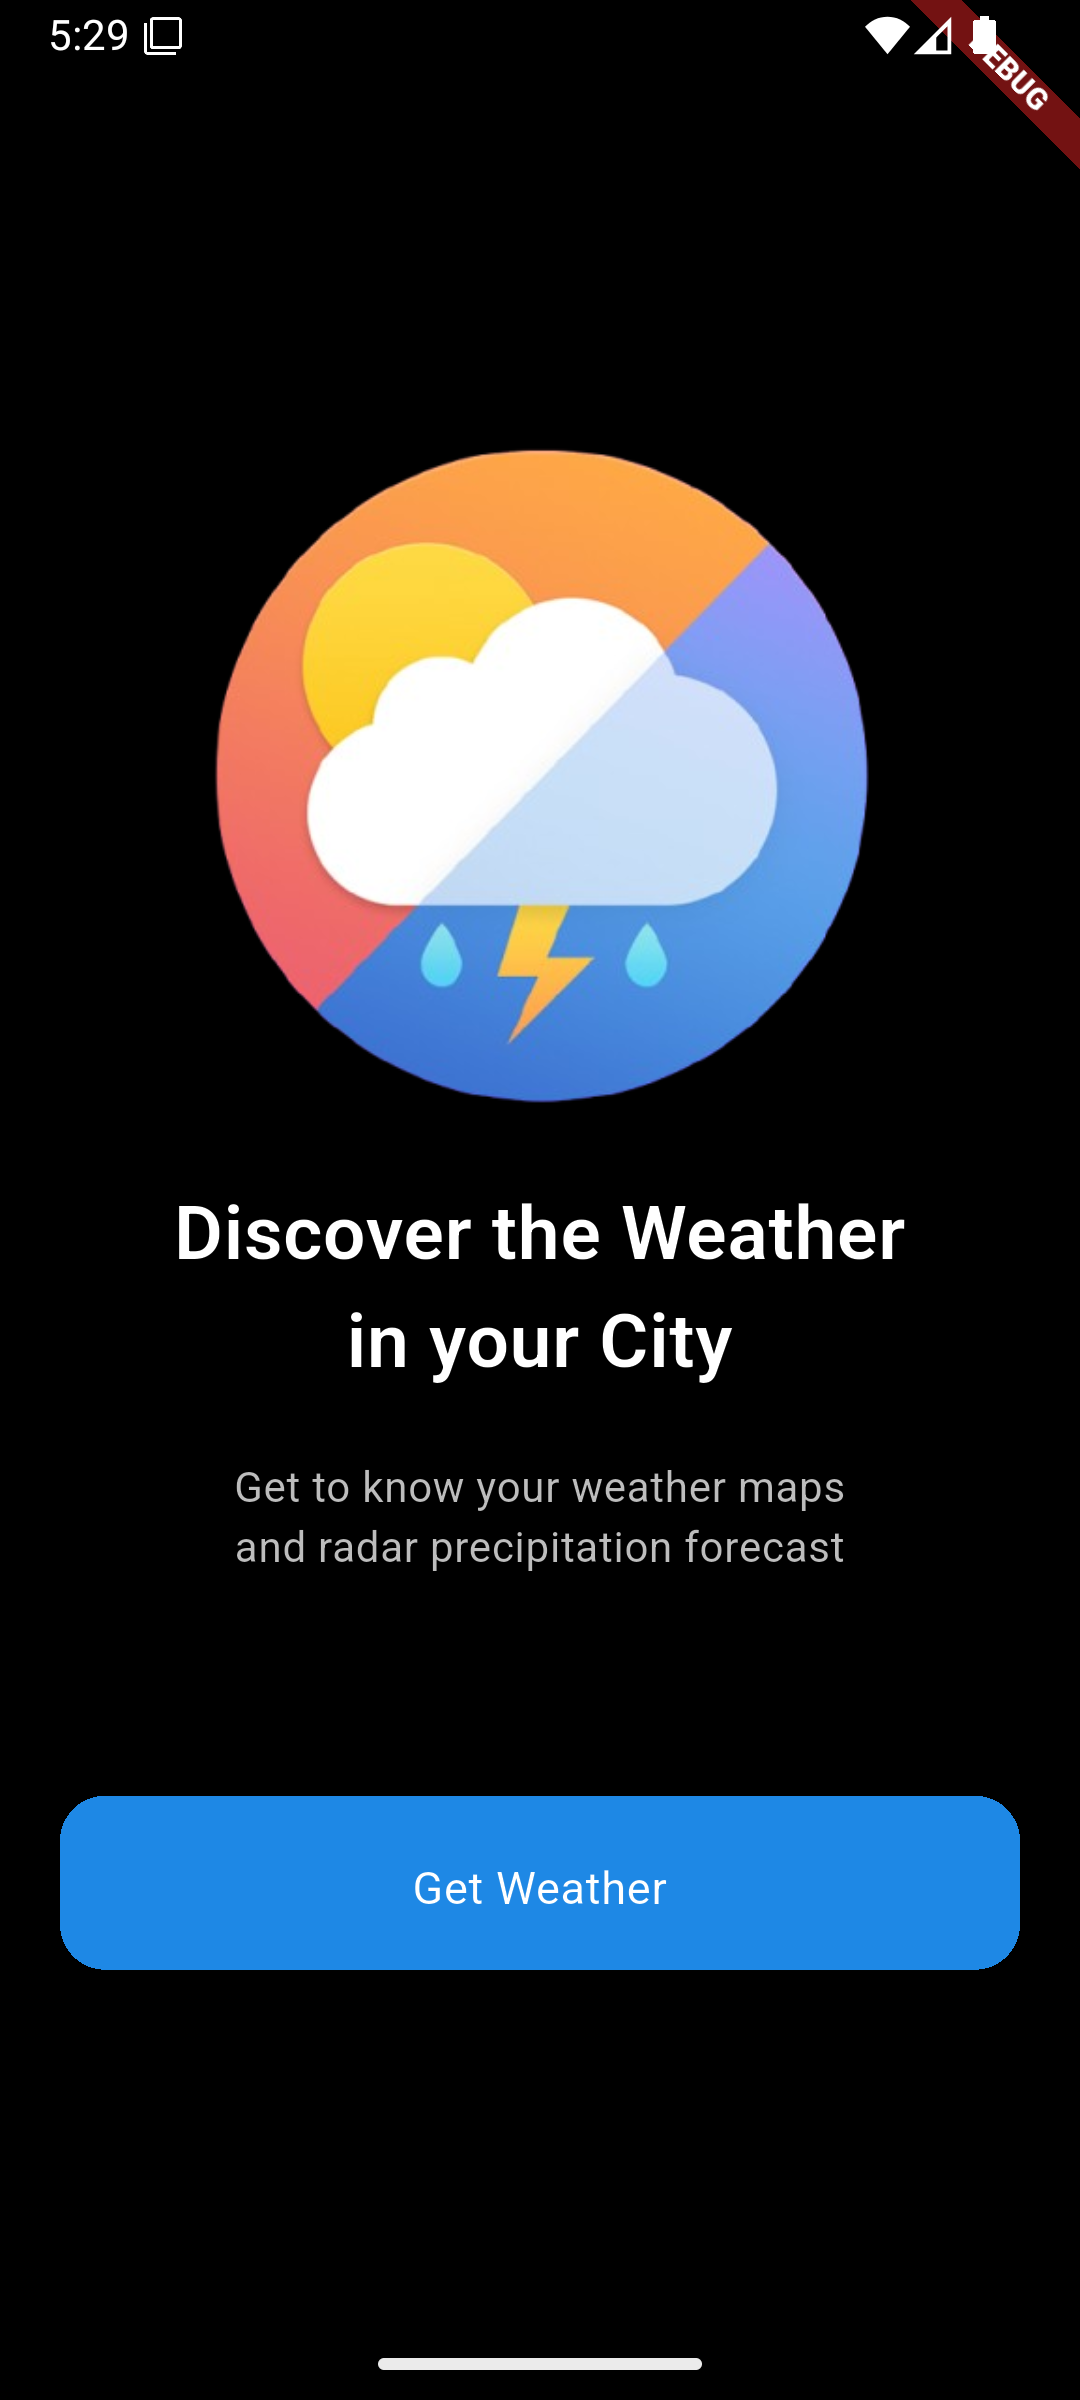 5:29
DEBUG
Discover the Weather
in your City
Get to know your weather maps
and radar precipitation forecast
Get Weather